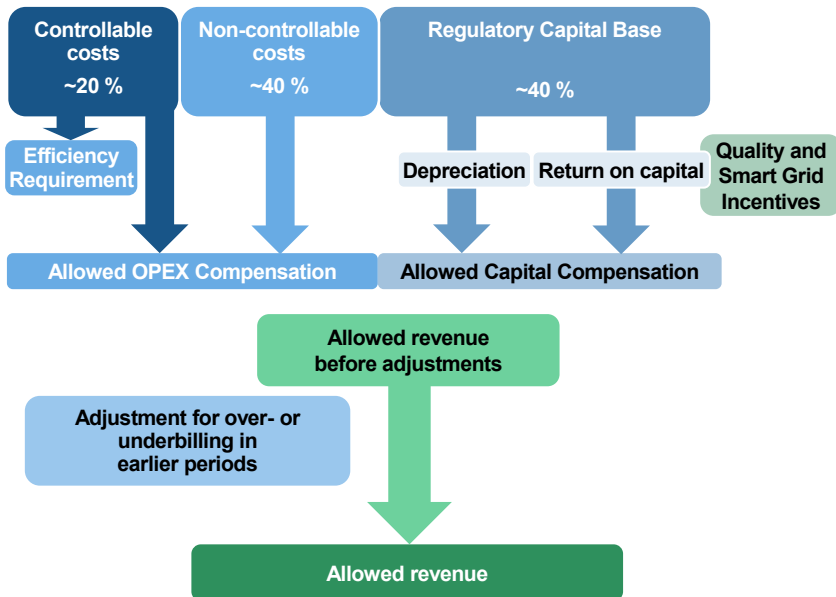 Controllable
costs
~20 %
Non-controllable
costs
~40 %
Regulatory Capital Base
~40 %
Efficiency
Requirement
Depreciation
Return on capital
Quality and
Smart Grid
Incentives
Allowed OPEX Compensation
Allowed Capital Compensation
Allowed revenue
before adjustments
Adjustment for over- or
underbilling in
earlier periods
Allowed revenue